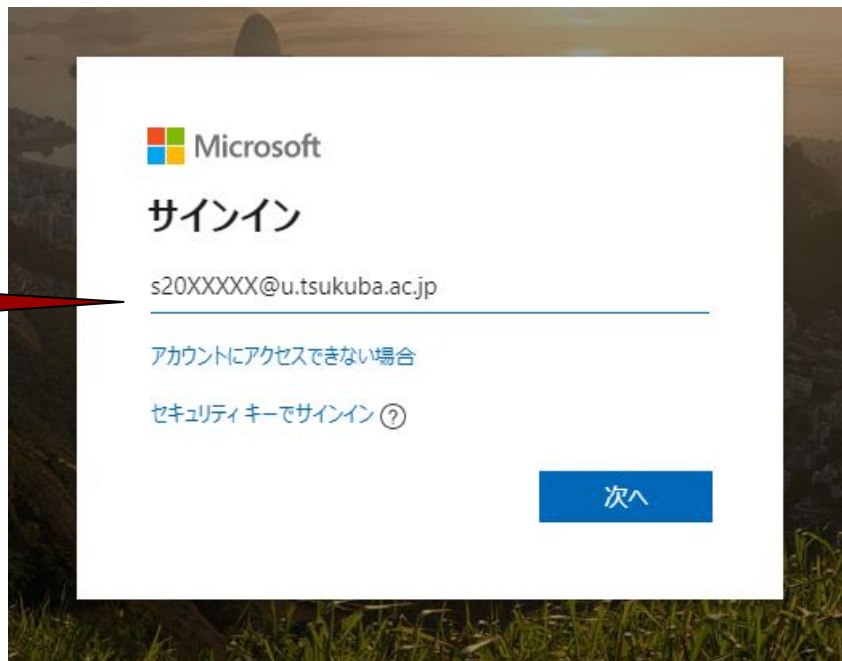 Microsoft
サインイン
s20XXXXX@u.tsukuba.ac.jp
アカウントにアクセスできない場合
セキュリティ キーでサインイン ?
次へ